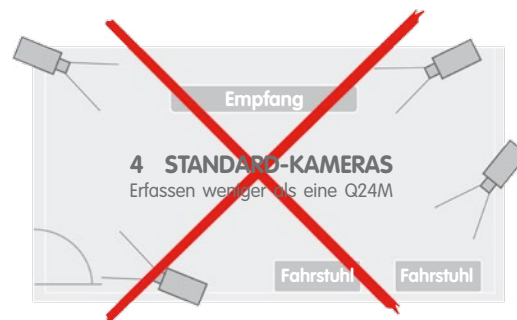 Empfang
4 STANDARD-KAMERAS
Erfassen weniger als eine Q24M
Fahrstuhl Fahrstuhl